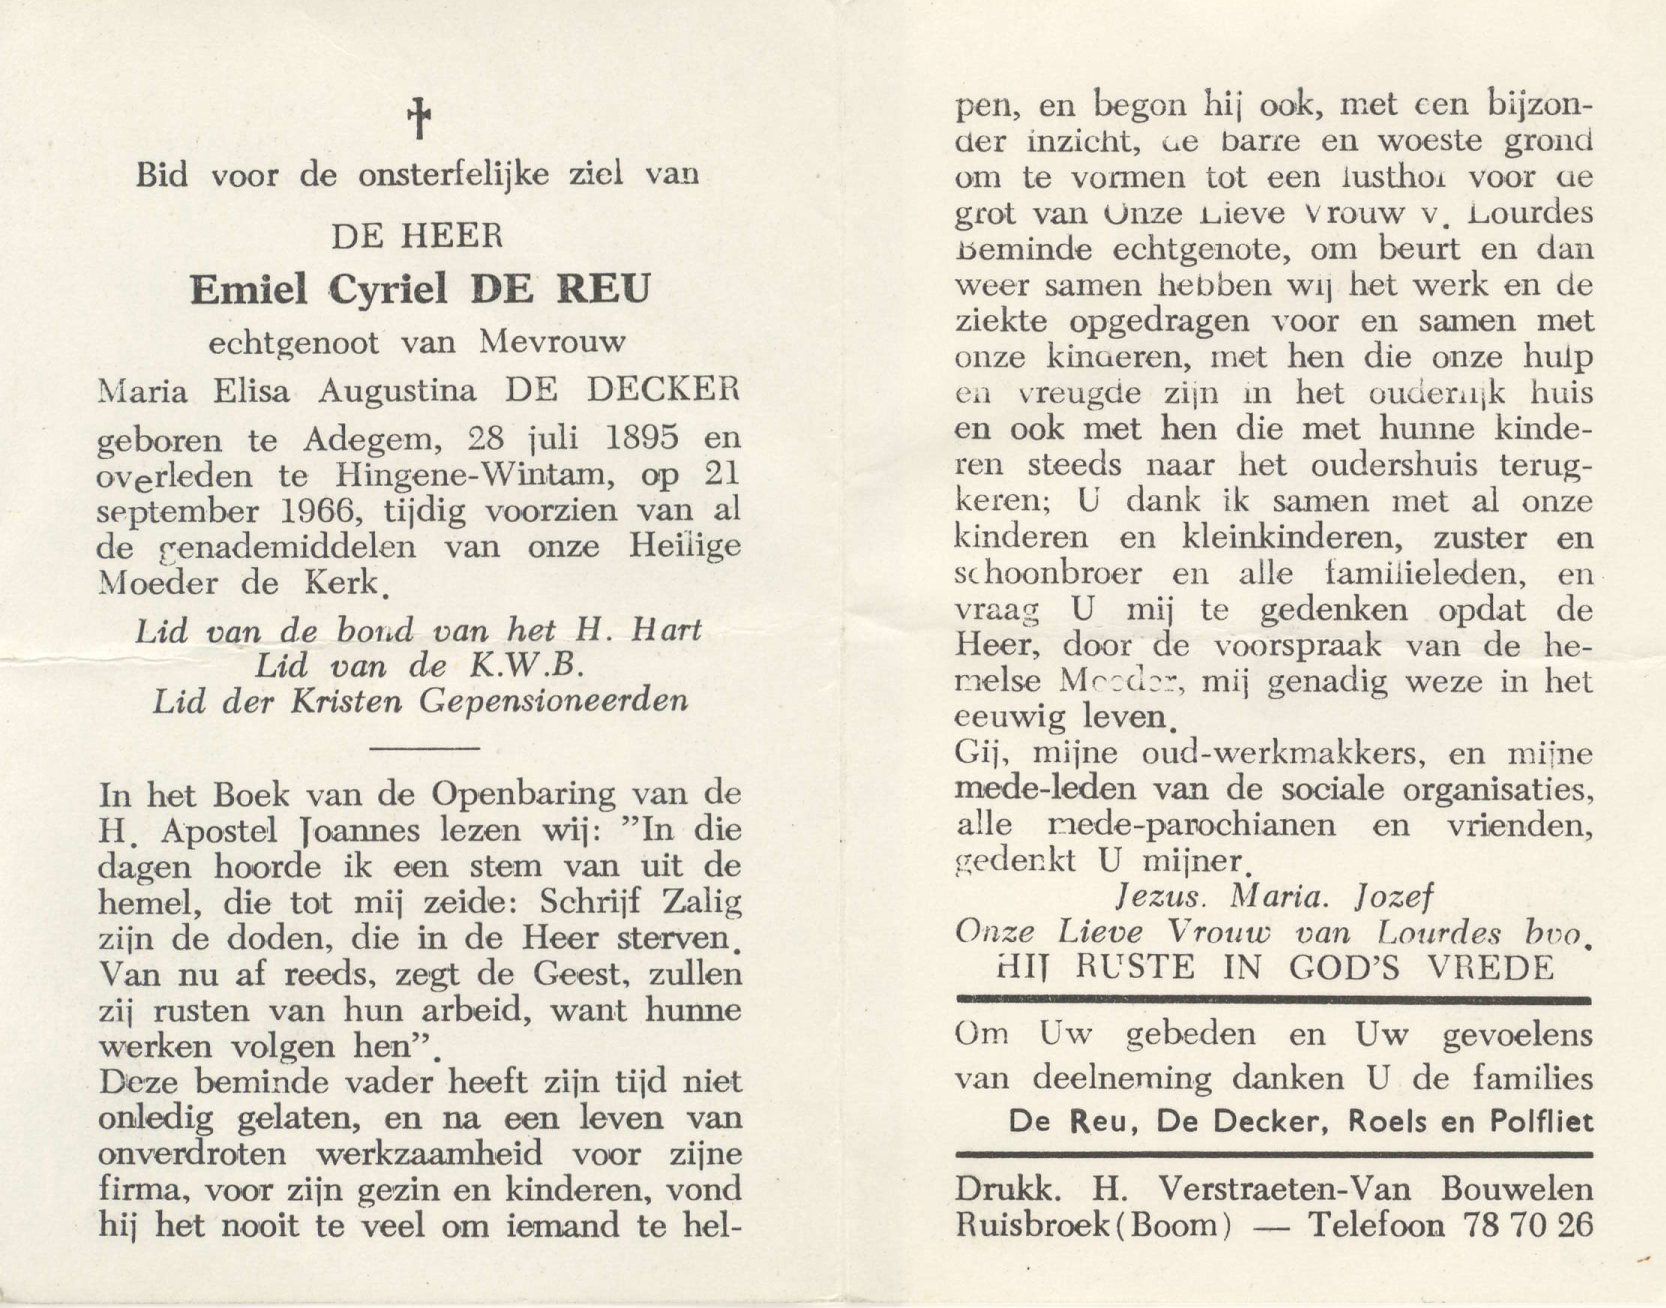 Bid voor de onsterfelijke ziel van
DE HEER
Emiel Cyriel DE REU
echtgenoot van Mevrouw
Maria Elisa Augustina DE DECKER
geboren te Adegem, 28 juli 1895 en
overleden te Hingene-Wintam, op 21
september 1966, tijdig voorzien van al
de genademiddelen van onze Heilige
Moeder de Kerk.
Lid van de bond van het H. Hart
Lid van de K.W.B.
Lid der Kristen Gepensioneerden
In het Boek van de Openbaring van de
H. Apostel Joannes lezen wij: ”In die
dagen hoorde ik een stem van uit de
hemel, die tot mij zeide: Schrijf Zalig
zijn de doden, die in de Heer sterven.
Van nu af reeds, zegt de Geest, zullen
zij rusten van hun arbeid, want hunne
werken volgen hen”.
Deze beminde vader heeft zijn tijd niet
onledig gelaten, en na een leven van
onverdroten werkzaamheid voor zijne
firma, voor zijn gezin en kinderen, vond
hij het nooit te veel om iemand te hel-
pen, en begon hij ook, met een bijzon-
der inzicht, de barre en woeste grond
om te vormen tot een lusthof voor de
grot van Onze Lieve Vrouw v. Lourdes
Beminde echtgenote, om beurt en dan
weer samen hebben wij het werk en de
ziekte opgedragen voor en samen met
onze kinderen, met hen die onze hulp
en vreugde zijn in het ouderlijk huis
en ook met hen die met hunne kinde-
ren steeds naar het oudershuis terug-
keren; U dank ik samen met al onze
kinderen en kleinkinderen, zuster en
schoonbroer en alle familieleden, en
vraag U mij te gedenken opdat de
Heer, door de voorspraak van de he-
melse Moeder, mij genadig weze in het
eeuwig leven.
Gij, mijne oud-werkmakkers, en mijne
mede-leden van de sociale organisaties,
alle mede-parochianen en vrienden,
gedenkt U mijner.
Jezus. Maria. Jozef
Onze Lieve Vrouw van Lourdes bvo.
HIJ RUSTE IN GOD'S VREDE
Om Uw gebeden en Uw gevoelens
van deelneming danken U de families
De Reu, De Decker, Roels en Polfliet
Drukk. H. Verstraeten-Van Bouwelen
Ruisbroek (Boom) — Telefoon 78 70 26